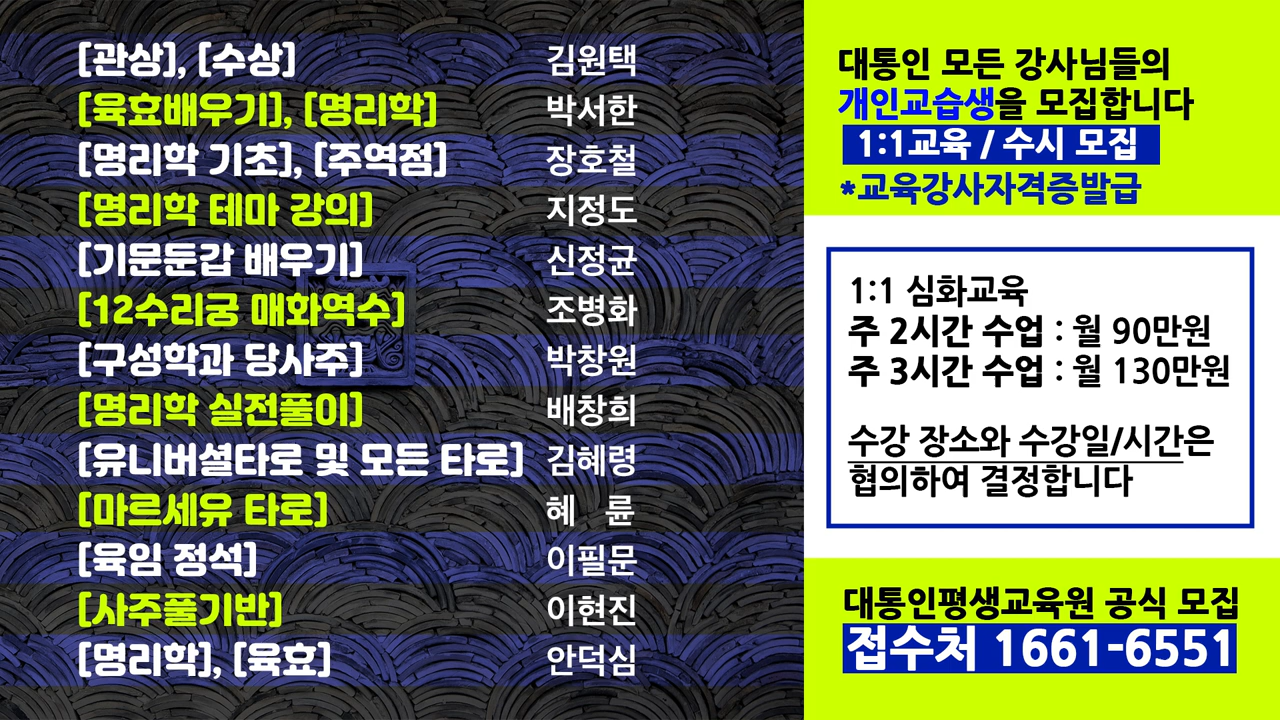 [관상], [수상] 김원택
[육효배우기], [명리학] 박서한
[명리학 기초], [주역점] 장호철
[명리학 테마 강의] 지정도
[기문둔갑 배우기] 신정균
[12수리궁 매화역수] 조병화
[구성학과 당사주] 박창원
[명리학 실전풀이] 배창희
[유니버셜타로 및 모든 타로] 김혜령
[마르세유 타로] 혜 륜
[육임 정석] 이필문
[사주풀기반] 이현진
[명리학], [육효] 안덕심
대통인 모든 강사님들의
개인교습생을 모집합니다
1:1교육 / 수시 모집
*교육강사자격증발급
1:1 심화교육
주 2시간 수업 : 월 90만원
주 3시간 수업 : 월 130만원
수강 장소와 수강일/시간은
협의하여 결정합니다
대통인평생교육원 공식 모집
접수처 1661-6551